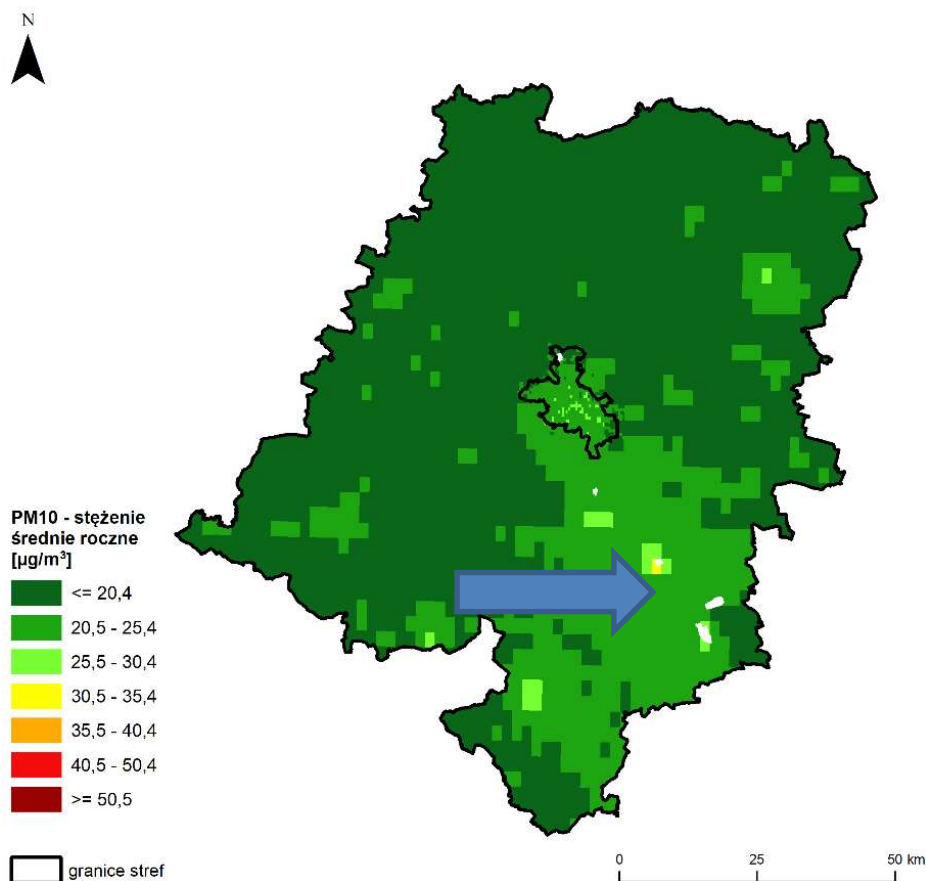 N
PM10 - stężenie
średnie roczne
[µg/m³]
<= 20,4
20,5 - 25,4
25,5 - 30,4
30,5 - 35,4
35,5 - 40,4
40,5 - 50,4
>= 50,5
granice stref
0 25 50 km